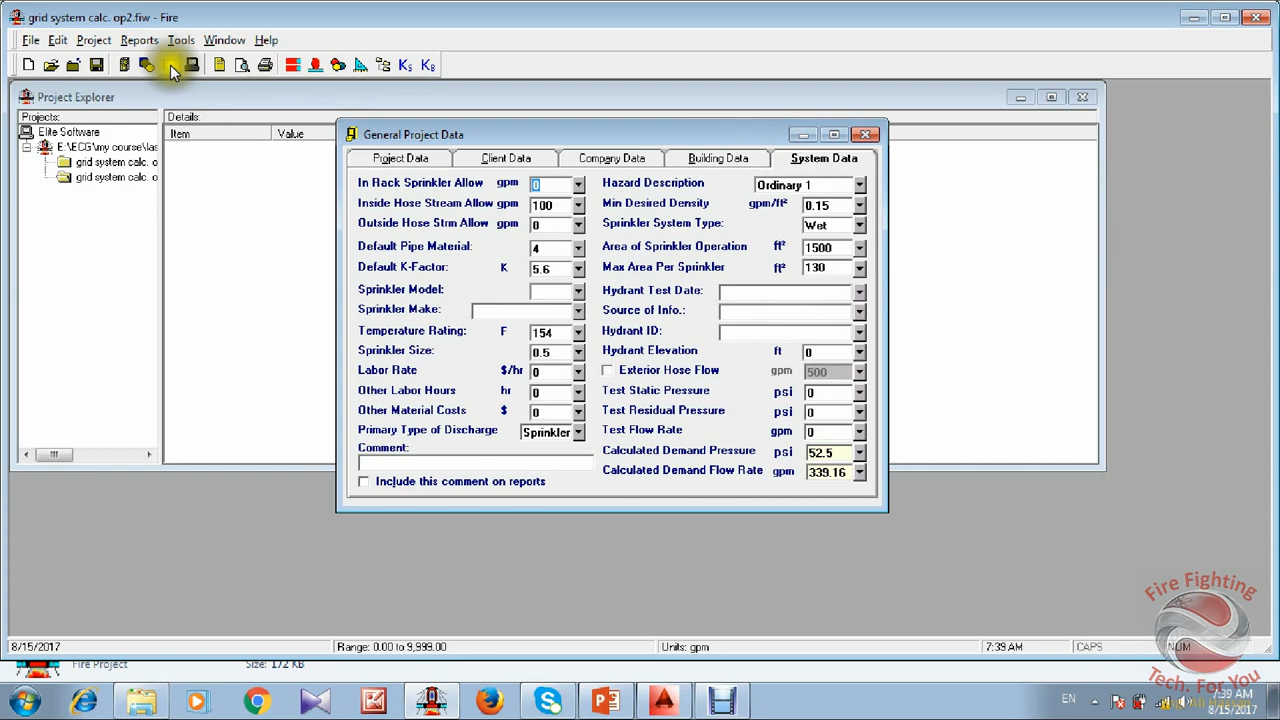 grid system calc. op2.fiw - Fire
File Edit Project Reports Tools Window Help
Ks K8
Project Explorer
Projects:
Details:
Item Value
Elite Software
E:\ECG\my course\las
grid system calc. o
grid system calc. o
General Project Data
Project Data Client Data Company Data Building Data System Data
In Rack Sprinkler Allow gpm 0
Inside Hose Stream Allow gpm 100
Outside Hose Strm Allow gpm 0
Default Pipe Material: 4
Default K-Factor: K 5.6
Sprinkler Model:
Sprinkler Make:
Temperature Rating: F 154
Sprinkler Size: 0.5
Labor Rate $/hr 0
Other Labor Hours hr 0
Other Material Costs $ 0
Primary Type of Discharge Sprinkler
Comment:
Include this comment on reports
Hazard Description Ordinary 1
Min Desired Density gpm/ft² 0.15
Sprinkler System Type: Wet
Area of Sprinkler Operation ft² 1500
Max Area Per Sprinkler ft² 130
Hydrant Test Date:
Source of Info.:
Hydrant ID:
Hydrant Elevation ft 0
Exterior Hose Flow gpm 500
Test Static Pressure psi 0
Test Residual Pressure psi 0
Test Flow Rate gpm 0
Calculated Demand Pressure psi 52.5
Calculated Demand Flow Rate gpm 339.16
8/15/2017 Range: 0.00 to 9,999.00 Units: gpm 7:39 AM CAPS NUM
Fire Project Size: 172 KB
Fire Fighting
Tech. For You
EN 7:39 AM
8/15/2017